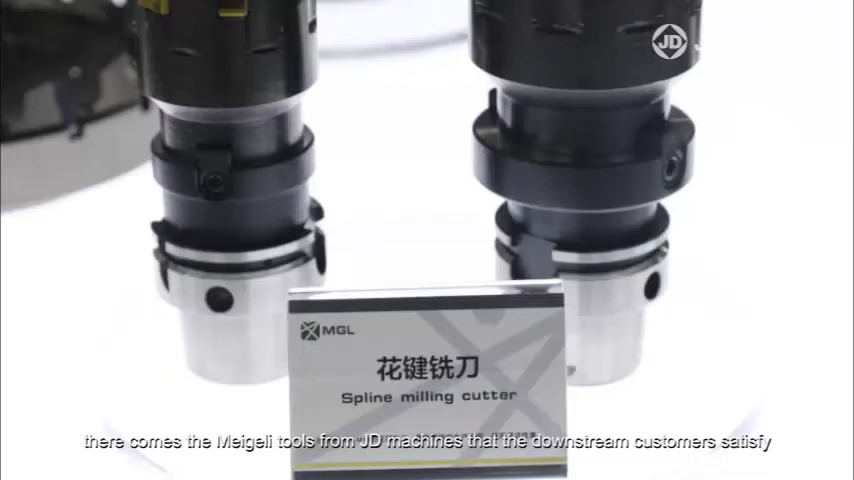 JD
MGL
花键铣刀
Spline milling cutter
there comes the Meigeli tools from JD machines that the downstream customers satisfy